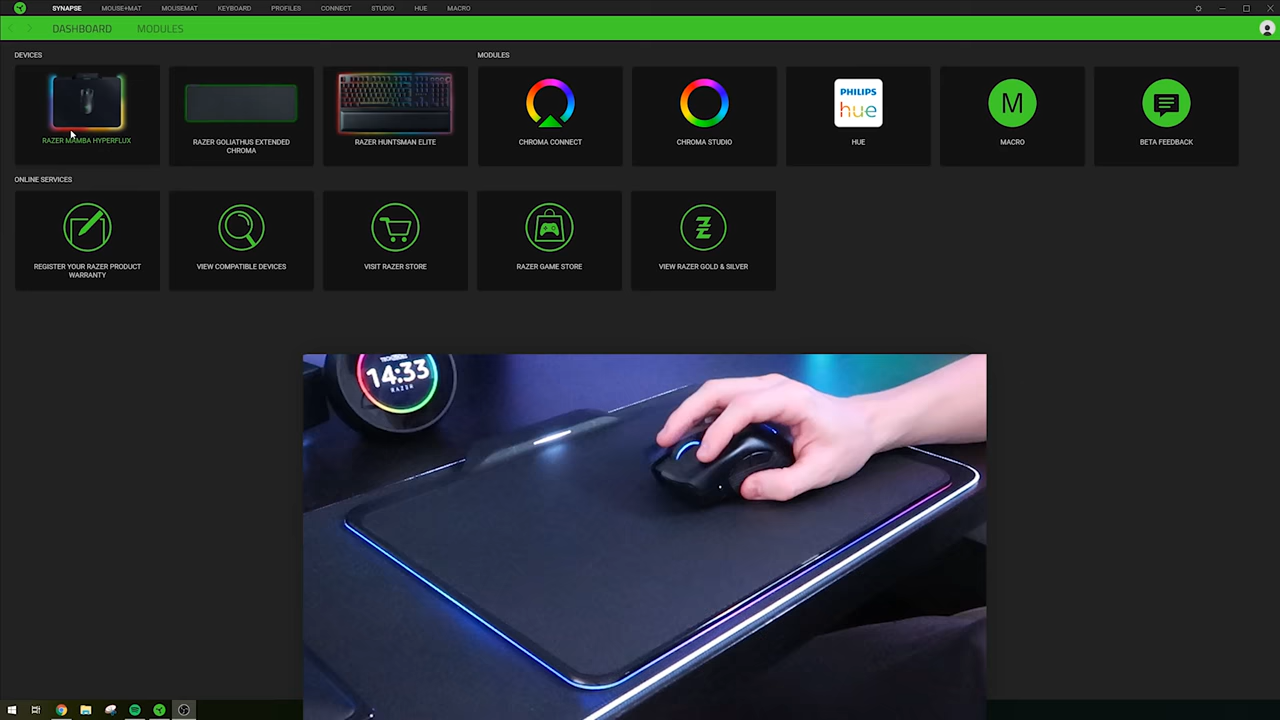 SYNAPSE MOUSE+MAT MOUSEMAT KEYBOARD PROFILES CONNECT STUDIO HUE MACRO
DASHBOARD MODULES
DEVICES
RAZER MAMBA HYPERFLUX
RAZER GOLIATHUS EXTENDED
CHROMA
RAZER HUNTSMAN ELITE
MODULES
CHROMA CONNECT
CHROMA STUDIO
PHILIPS
hue
HUE
M
MACRO
BETA FEEDBACK
ONLINE SERVICES
REGISTER YOUR RAZER PRODUCT
WARRANTY
VIEW COMPATIBLE DEVICES
VISIT RAZER STORE
RAZER GAME STORE
VIEW RAZER GOLD & SILVER
14:33
RAZER